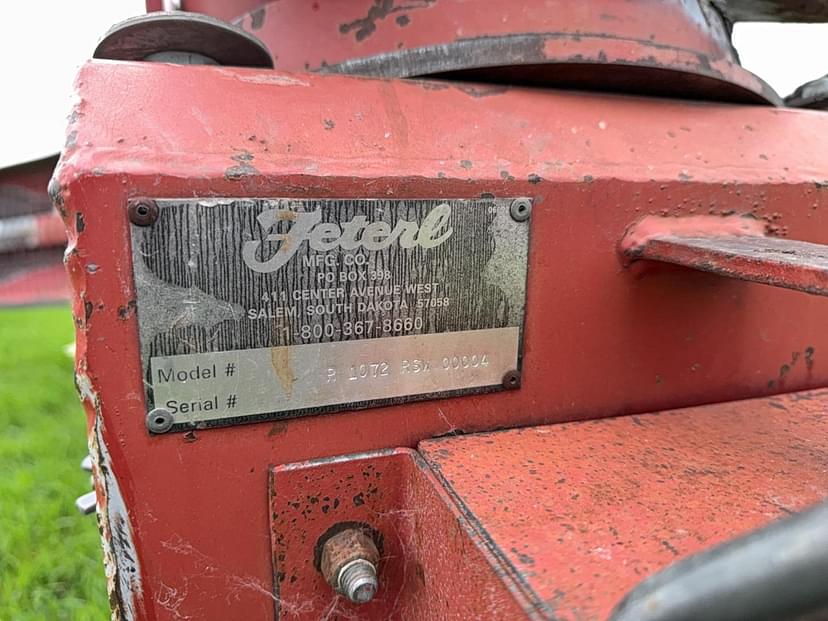 Feterl
MFG. CO.
PO BOX 398
411 CENTER AVENUE WEST
SALEM, SOUTH DAKOTA 57058
1-800-367-8660
Model # R 1072 RSW 00004
Serial #